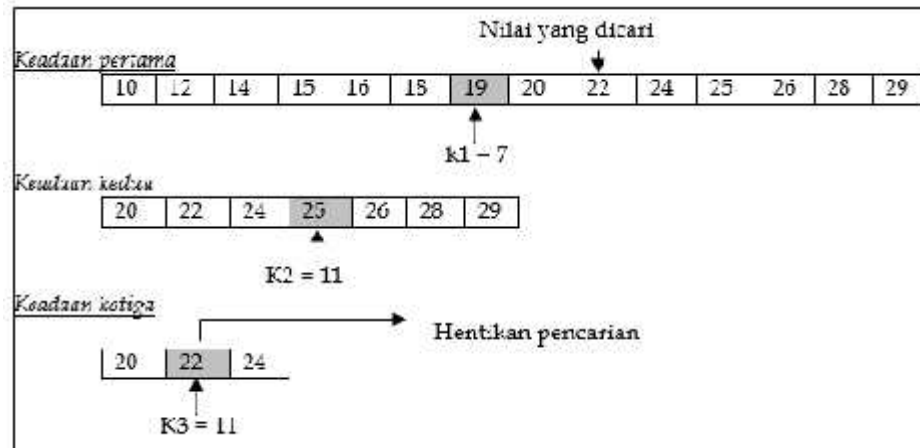 Nilai yang dicari
Keadaan pertama
10 12 14 15 16 18 19 20 22 24 25 26 28 29
k1 – 7
Keadaan kedua
20 22 24 25 26 28 29
K2 = 11
Keadaan ketiga
Hentikan pencarian
20 22 24
K3 = 11